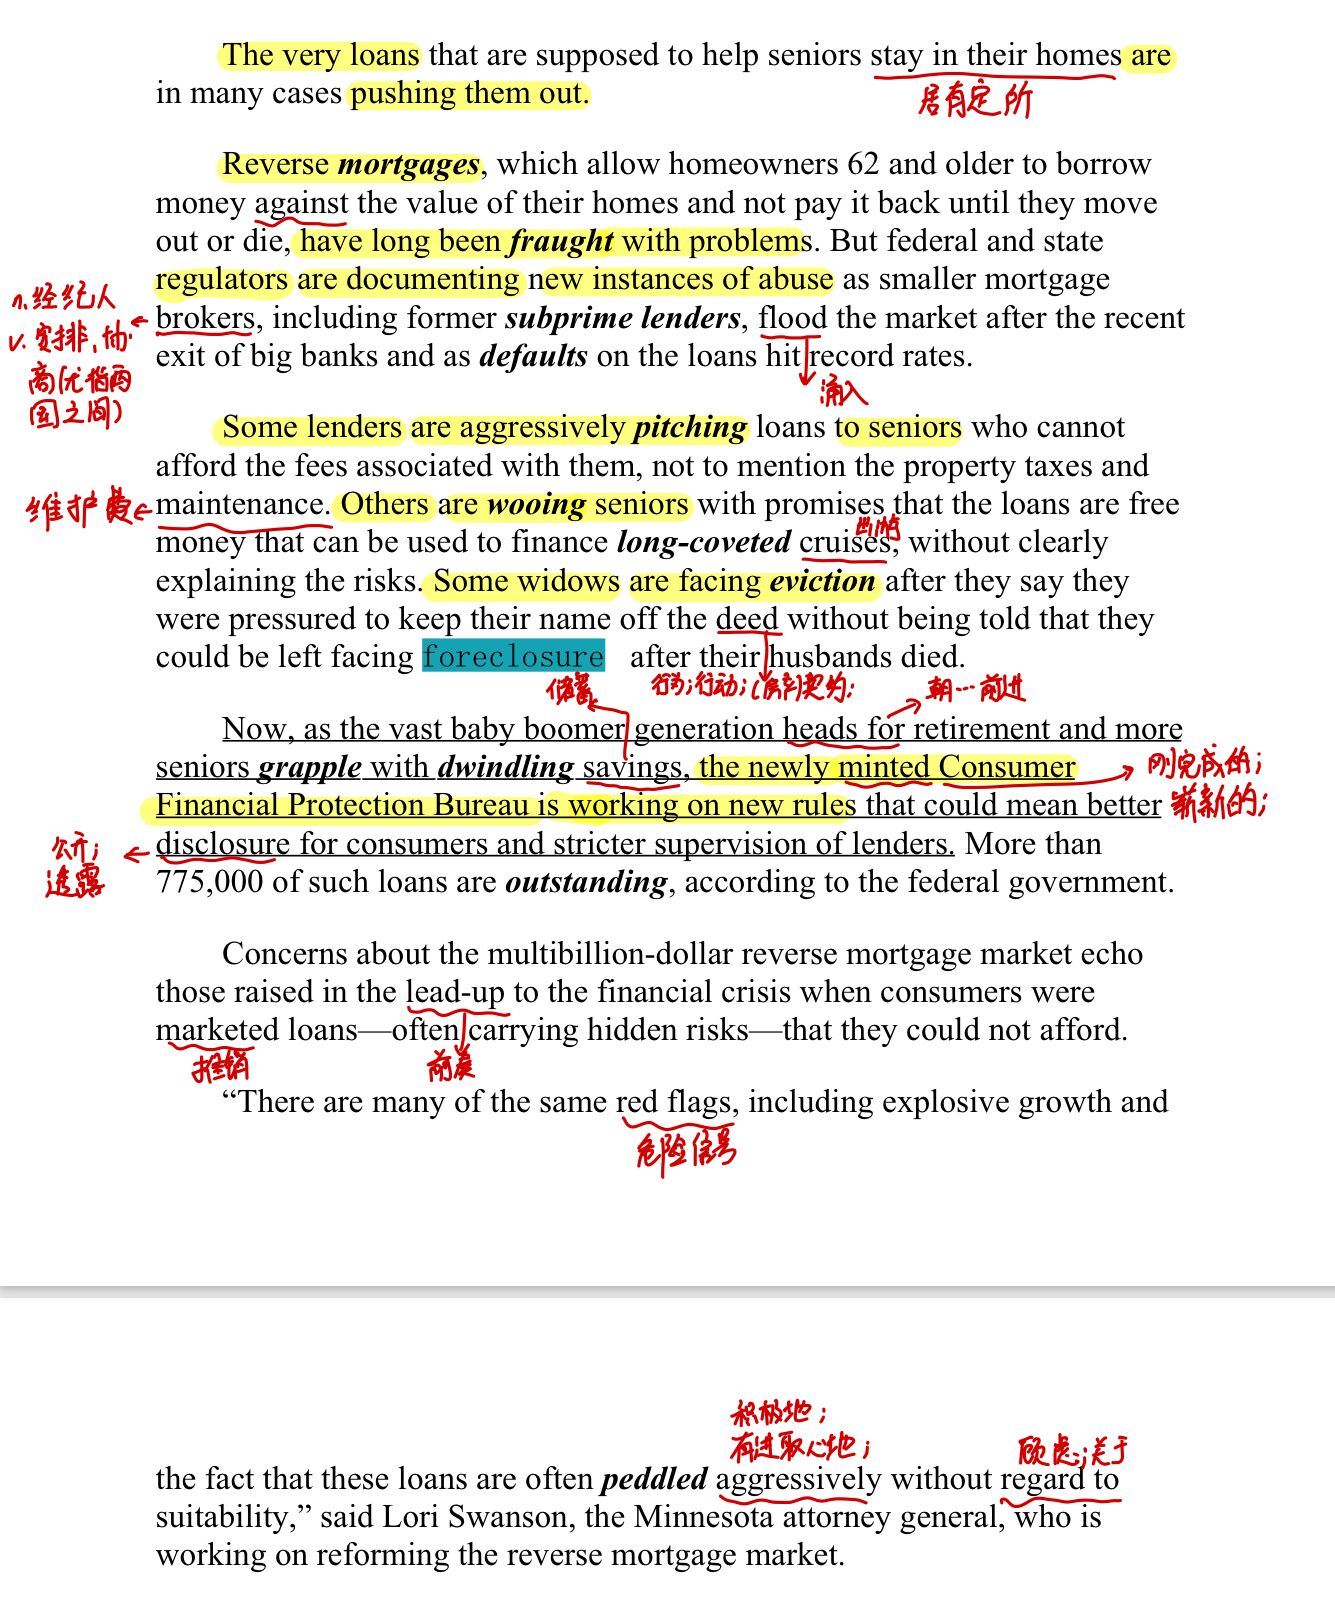 The very loans that are supposed to help seniors stay in their homes are
in many cases pushing them out.
居有定所
Reverse mortgages, which allow homeowners 62 and older to borrow
money against the value of their homes and not pay it back until they move
out or die, have long been fraught with problems. But federal and state
regulators are documenting new instances of abuse as smaller mortgage
n.经纪人
v.安排,协
商(尤指两
国之间)
brokers, including former subprime lenders, flood the market after the recent
exit of big banks and as defaults on the loans hit record rates.
涌入
Some lenders are aggressively pitching loans to seniors who cannot
afford the fees associated with them, not to mention the property taxes and
维护费
maintenance. Others are wooing seniors with promises that the loans are free
money that can be used to finance long-coveted cruises, without clearly
explaining the risks. Some widows are facing eviction after they say they
were pressured to keep their name off the deed without being told that they
could be left facing foreclosure after their husbands died.
储蓄
行为;行动;(房产)契约;
朝…前进
Now, as the vast baby boomer generation heads for retirement and more
seniors grapple with dwindling savings, the newly minted Consumer
刚完成的;
崭新的;
Financial Protection Bureau is working on new rules that could mean better
公开;
透露
disclosure for consumers and stricter supervision of lenders. More than
775,000 of such loans are outstanding, according to the federal government.
Concerns about the multibillion-dollar reverse mortgage market echo
those raised in the lead-up to the financial crisis when consumers were
marketed loans—often carrying hidden risks—that they could not afford.
推销
前奏
“There are many of the same red flags, including explosive growth and
危险信号
积极地;
有进取心地;
顾虑;关于
the fact that these loans are often peddled aggressively without regard to
suitability,” said Lori Swanson, the Minnesota attorney general, who is
working on reforming the reverse mortgage market.